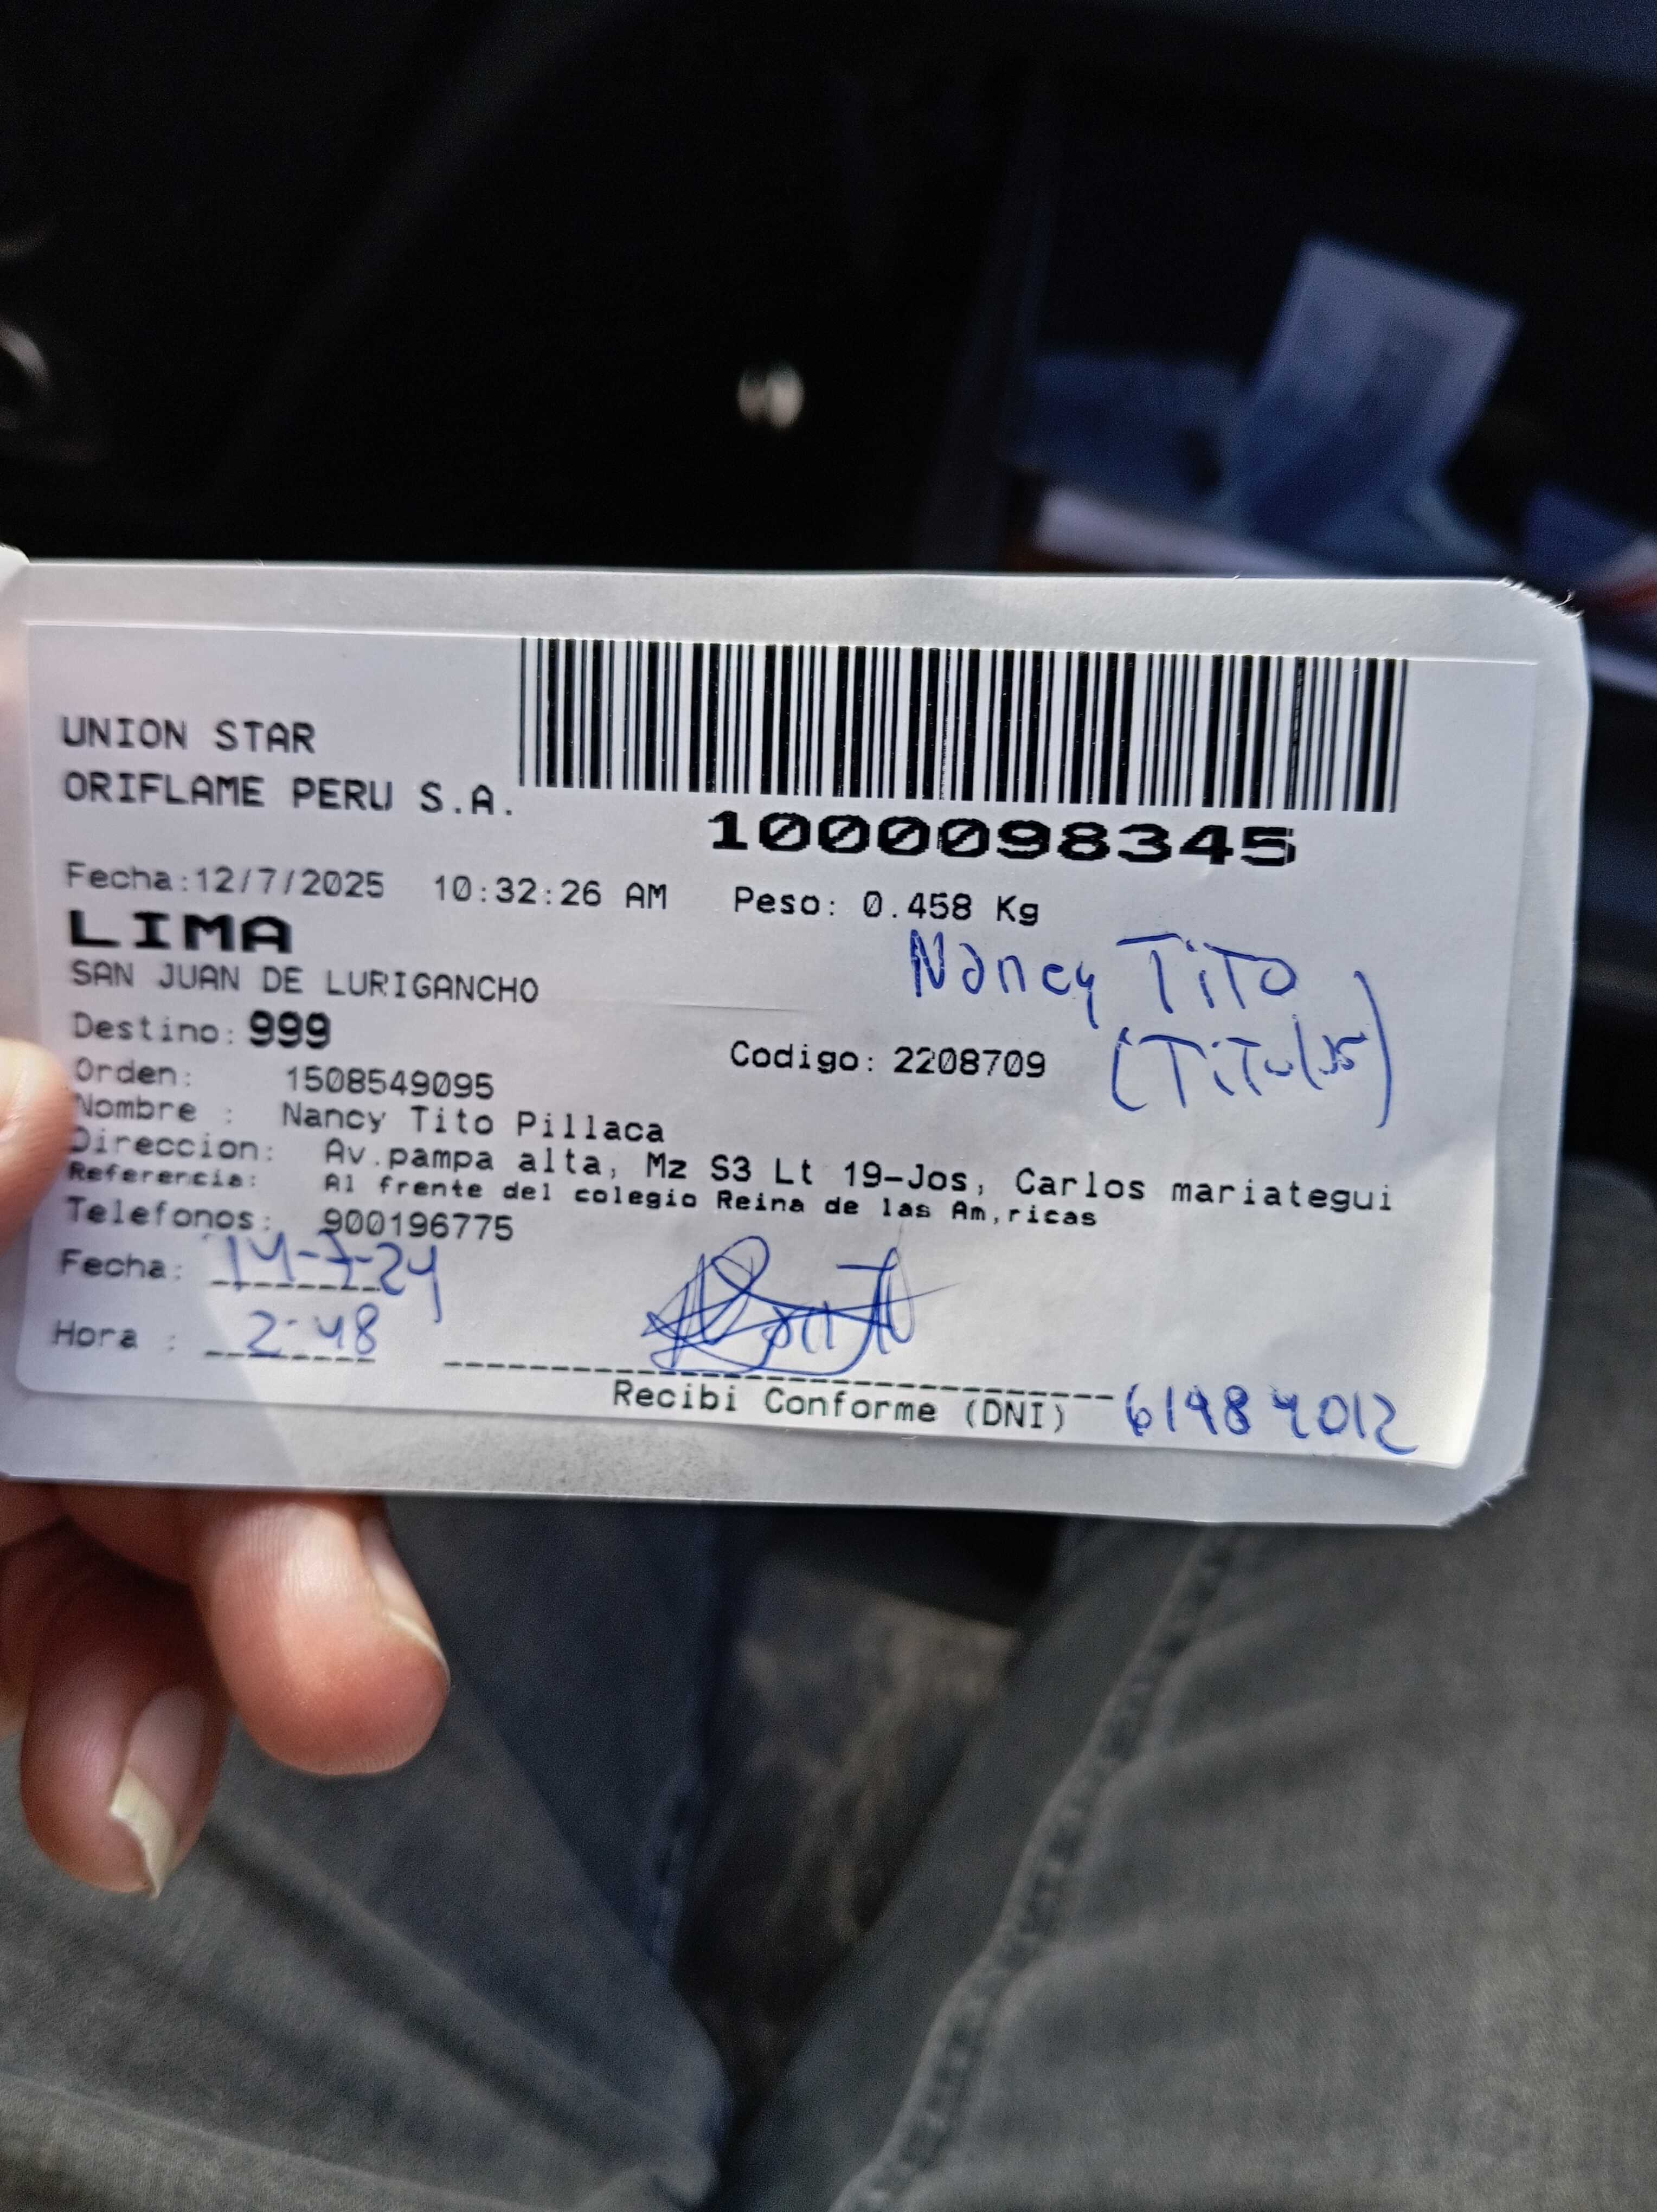 UNION STAR
ORIFLAME PERU S.A.
1000098345
Fecha:12/7/2025 10:32:26 AM Peso: 0.458 Kg
LIMA
SAN JUAN DE LURIGANCHO
Nancy TiTo
Destino: 999
Codigo: 2208709
(TiTular)
Orden: 1508549095
Nombre : Nancy Tito Pillaca
Direccion: Av.pampa alta, Mz S3 Lt 19-Jos, Carlos mariategui
Referencia: Al frente del colegio Reina de las Am,ricas
Telefonos: 900196775
Fecha: 14-7-24
Hora : 2:48
Recibi Conforme (DNI)